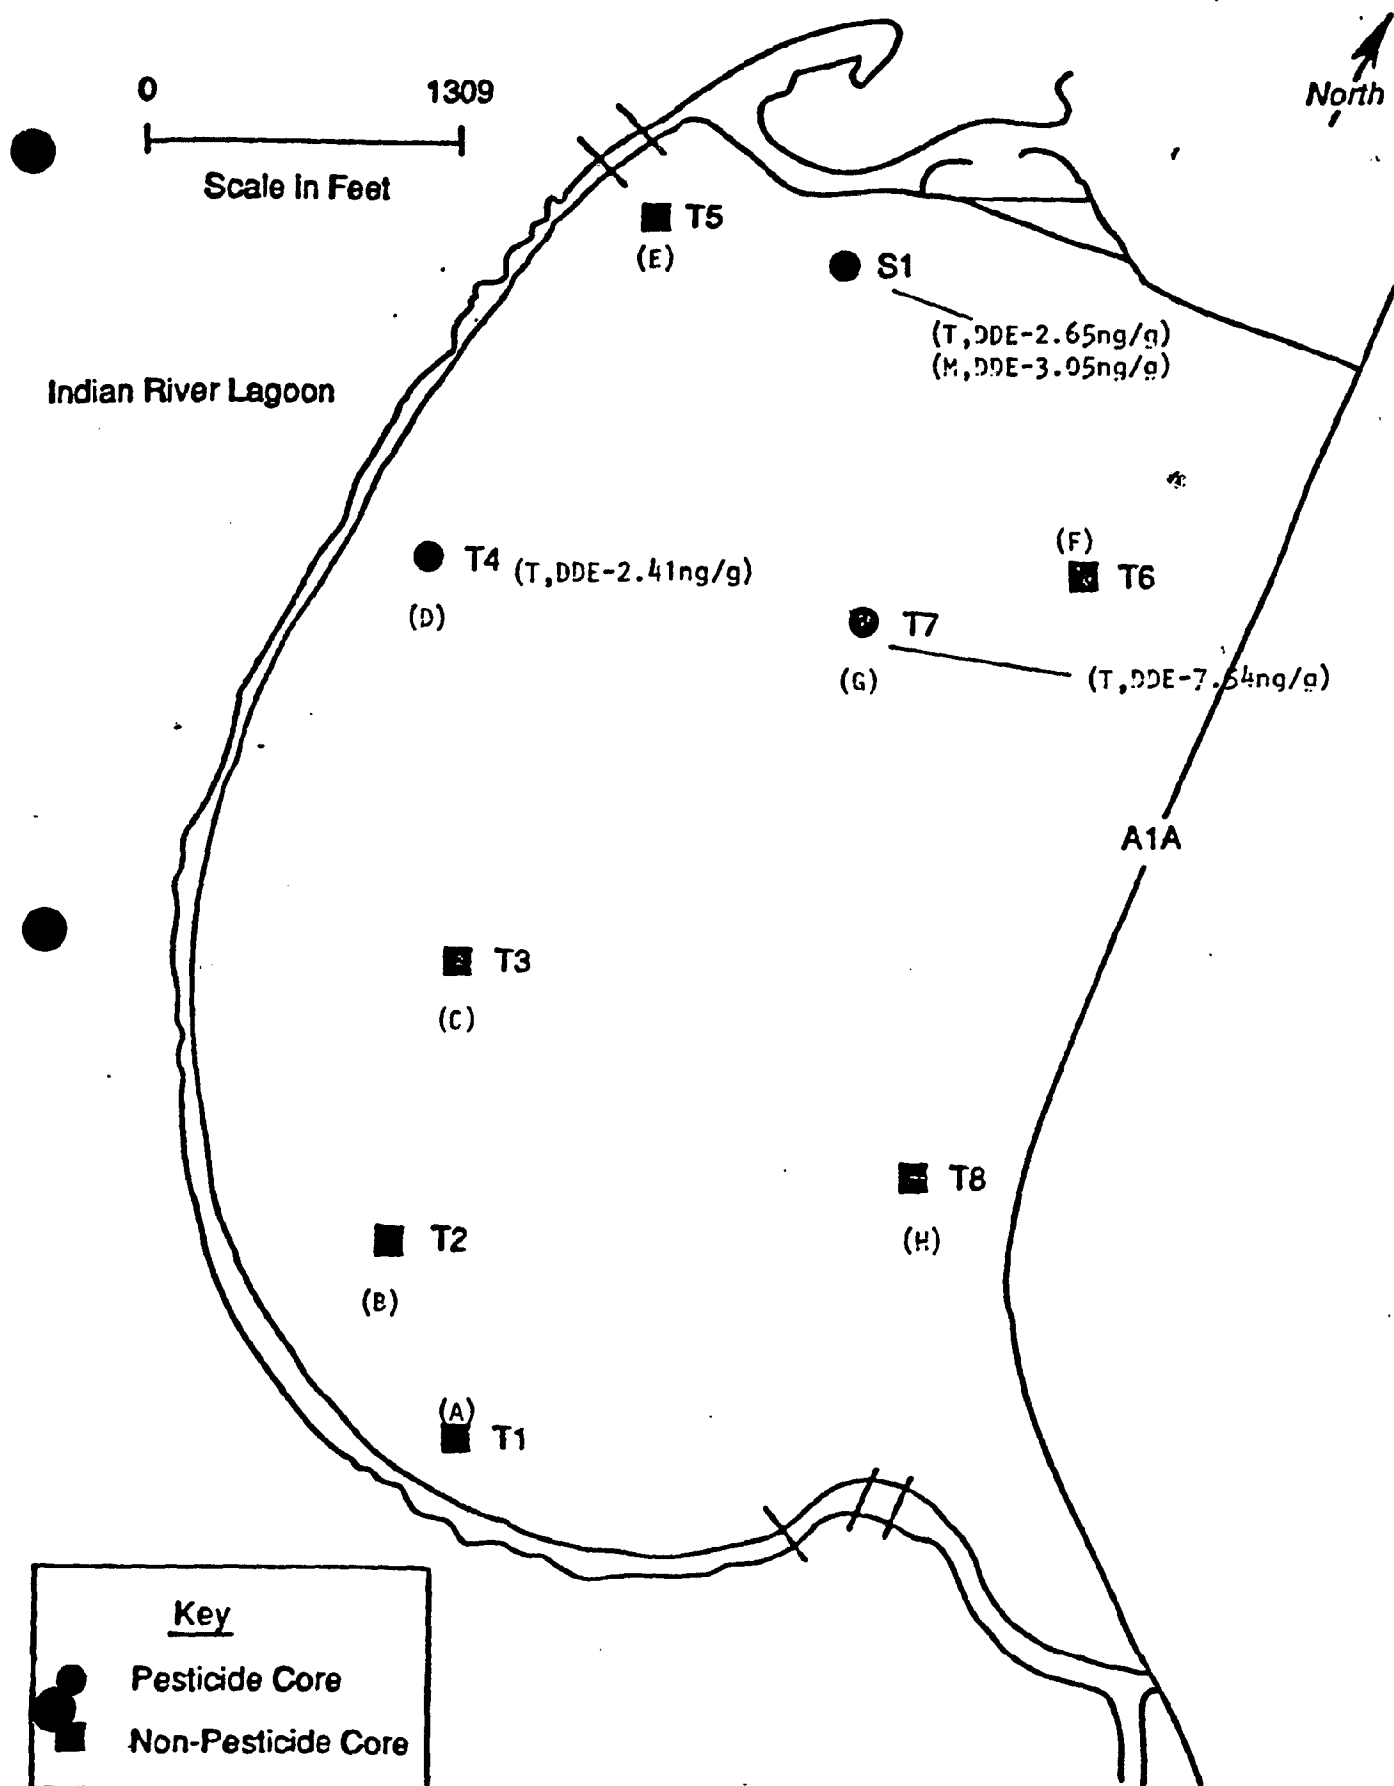 0 1309
North
Scale in Feet
T5
(E)
S1
(T,DDE-2.65ng/g)
(M,DDE-3.05ng/g)
Indian River Lagoon
(F)
T4 (T,DDE-2.41ng/g)
T6
(D)
T7
(G)
(T,DDE-7.64ng/g)
A1A
T3
(C)
T8
T2
(H)
(B)
(A)
T1
Key
Pesticide Core
Non-Pesticide Core